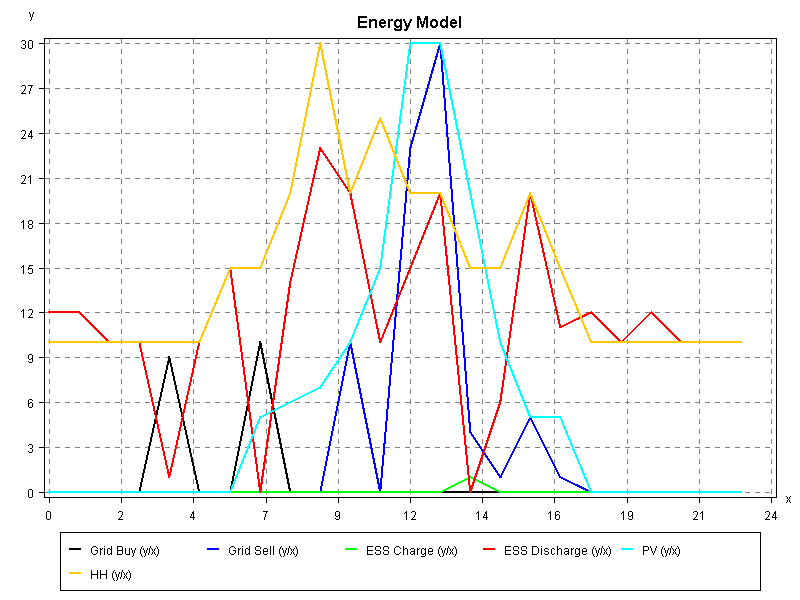 Energy Model
y
30
27
24
21
18
15
12
9
6
3
0
0 2 4 7 9 12 14 16 19 21 24
x
Grid Buy (y/x) Grid Sell (y/x) ESS Charge (y/x) ESS Discharge (y/x) PV (y/x)
HH (y/x)